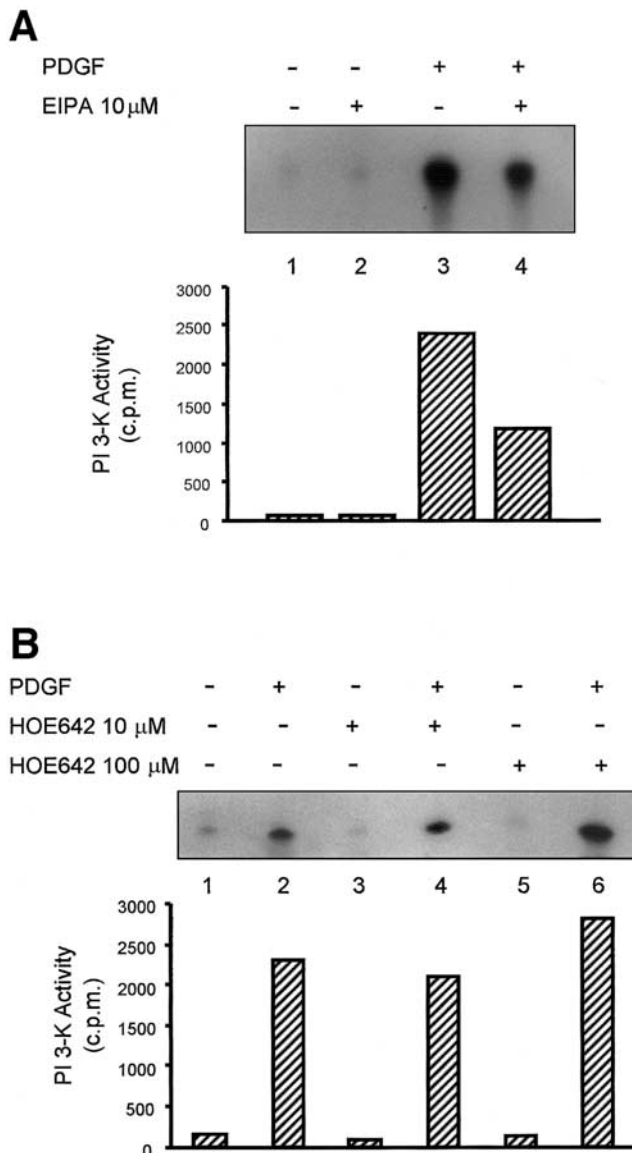 A
PDGF - - + +
EIPA 10 μM - + - +
1 2 3 4
3000
2500
2000
1500
1000
500
0
PI 3-K Activity
(c.p.m.)
B
PDGF - + - + - +
HOE642 10 μM - - + + - -
HOE642 100 μM - - - - + +
1 2 3 4 5 6
3000
2500
2000
1500
1000
500
0
PI 3-K Activity
(c.p.m.)